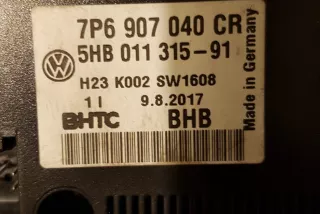 7P6 907 040 CR
5HB 011 315-91
H23 K002 SW1608
1I 9.8.2017
BHTC BHB
Made in Germany